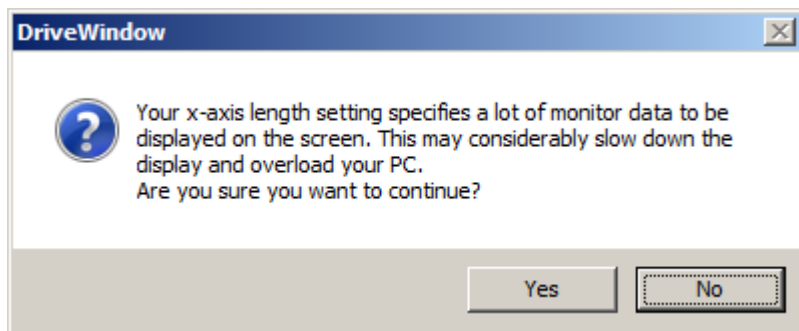 DriveWindow
Your x-axis length setting specifies a lot of monitor data to be
displayed on the screen. This may considerably slow down the
display and overload your PC.
Are you sure you want to continue?
Yes
No